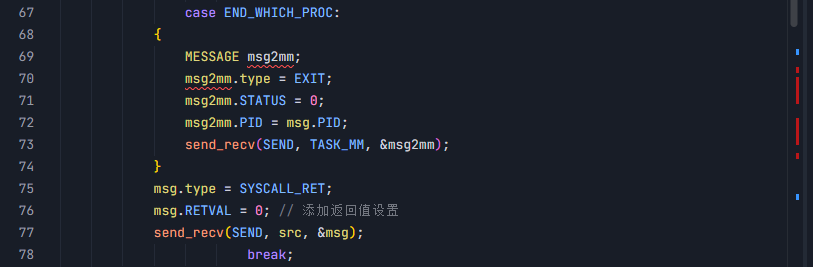 67 case END_WHICH_PROC:
68 {
69 MESSAGE msg2mm;
70 msg2mm.type = EXIT;
71 msg2mm.STATUS = 0;
72 msg2mm.PID = msg.PID;
73 send_recv(SEND, TASK_MM, &msg2mm);
74 }
75 msg.type = SYSCALL_RET;
76 msg.RETVAL = 0; // 添加返回值设置
77 send_recv(SEND, src, &msg);
78 break;